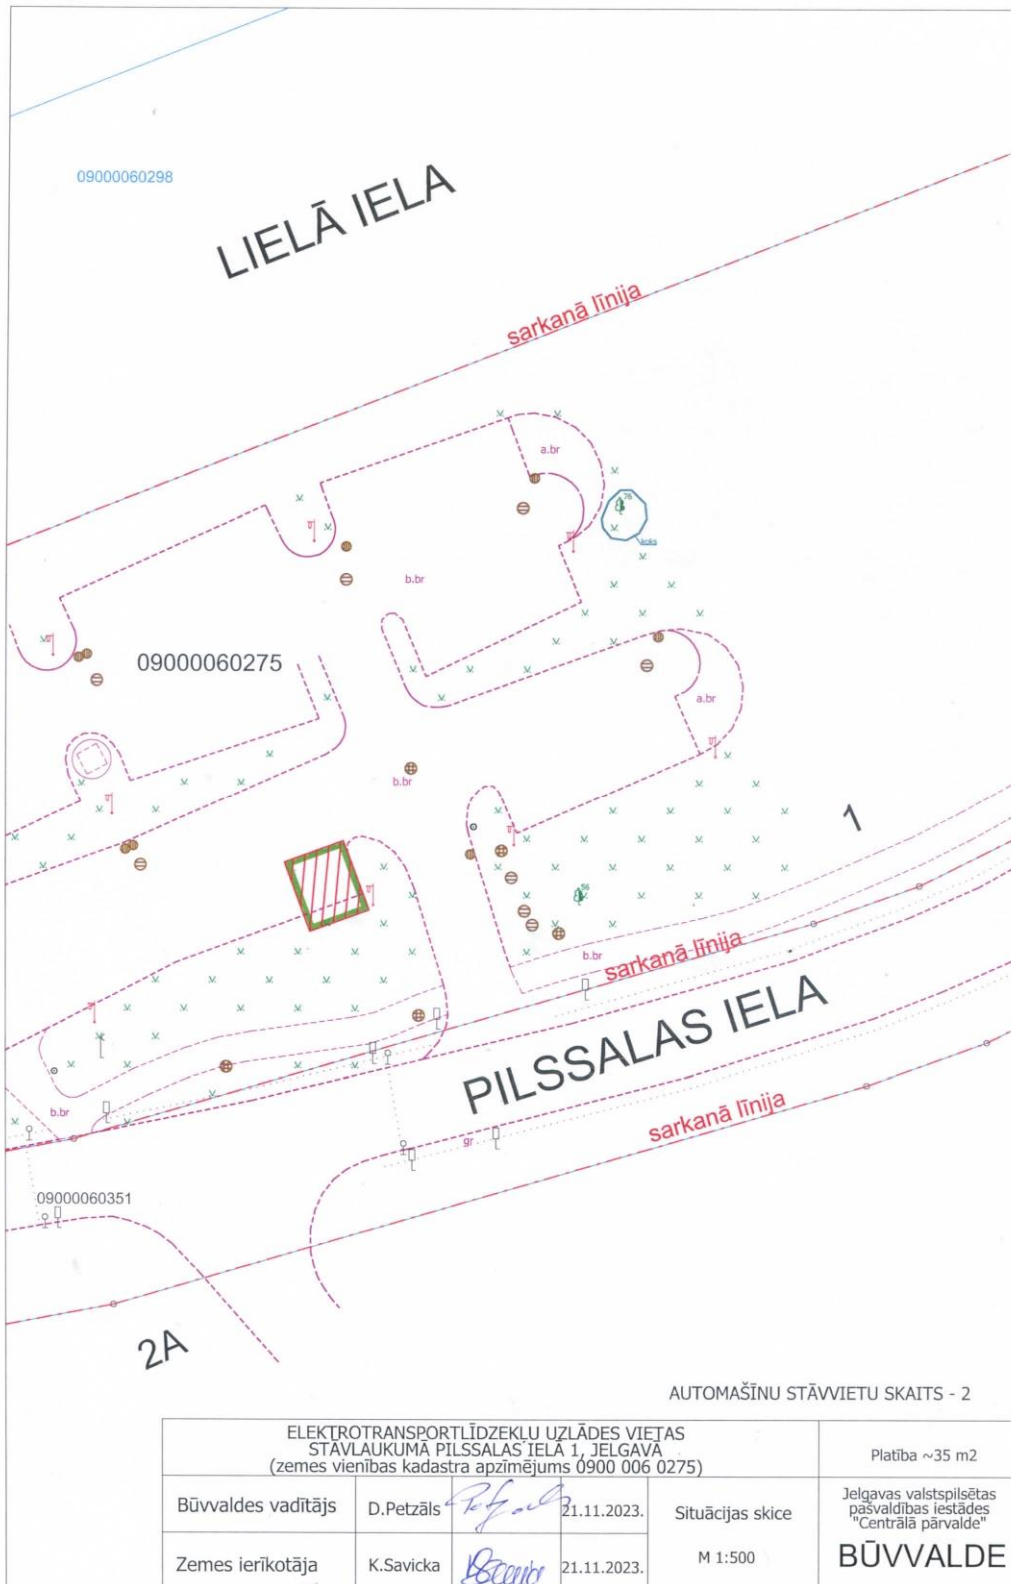 09000060298
LIELĀ IELA
sarkanā līnija
a.br
76
koks
b.br
09000060275
a.br
b.br
1
56
b.br
sarkanā līnija
PILSSALAS IELA
b.br
gr
sarkanā līnija
09000060351
2A
AUTOMAŠĪNU STĀVVIETU SKAITS - 2
ELEKTROTRANSPORTLĪDZEKĻU UZLĀDES VIETAS
STĀVLAUKUMĀ PILSSALAS IELĀ 1, JELGAVĀ
(zemes vienības kadastra apzīmējums 0900 006 0275)
Platība ~35 m2
Būvvaldes vadītājs D.Petzāls 21.11.2023.
Situācijas skice
Jelgavas valstspilsētas
pašvaldības iestādes
"Centrālā pārvalde"
BŪVVALDE
Zemes ierīkotāja K.Savicka 21.11.2023.
M 1:500